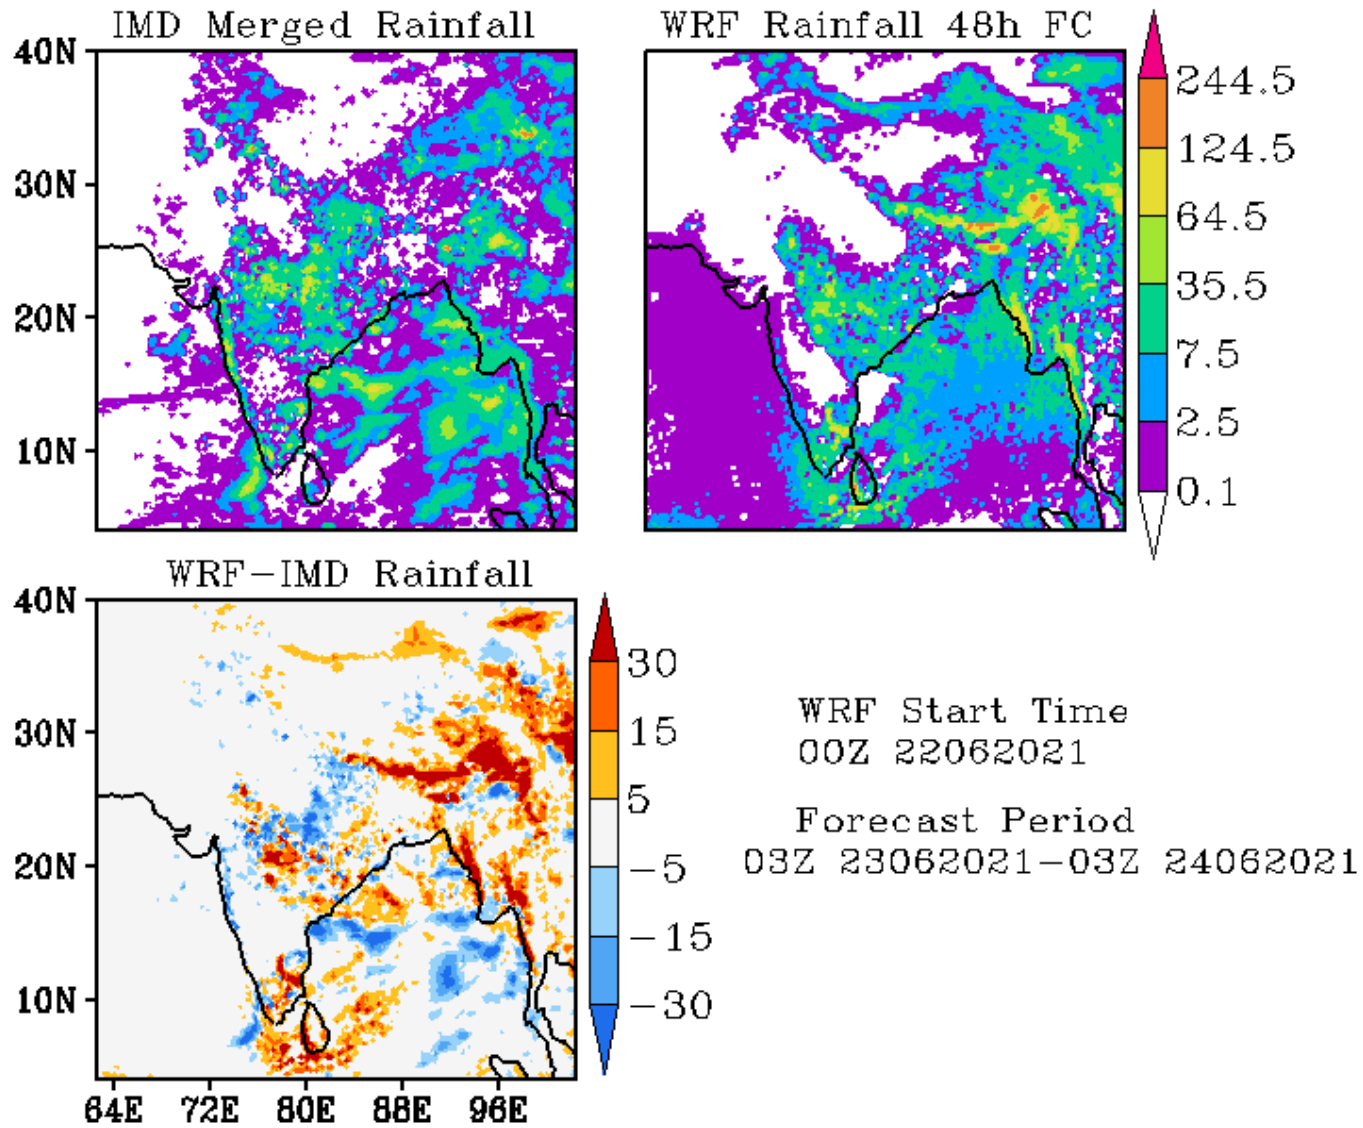 IMD Merged Rainfall
WRF Rainfall 48h FC
40N
30N
20N
10N
244.5
124.5
64.5
35.5
7.5
2.5
0.1
WRF-IMD Rainfall
40N
30N
20N
10N
64E 72E 80E 88E 96E
30
15
5
-5
-15
-30
WRF Start Time
00Z 22062021
Forecast Period
03Z 23062021-03Z 24062021